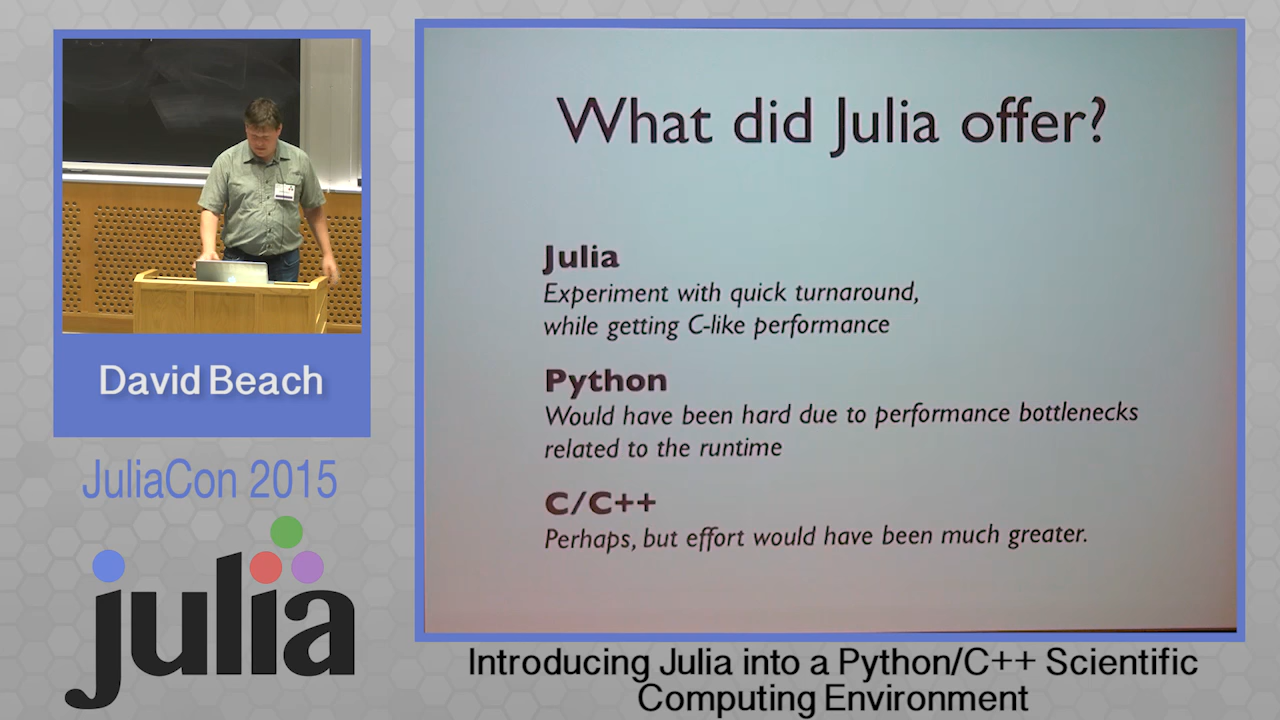 David Beach
JuliaCon 2015
julia
What did Julia offer?
Julia
Experiment with quick turnaround,
while getting C-like performance
Python
Would have been hard due to performance bottlenecks
related to the runtime
C/C++
Perhaps, but effort would have been much greater.
Introducing Julia into a Python/C++ Scientific
Computing Environment